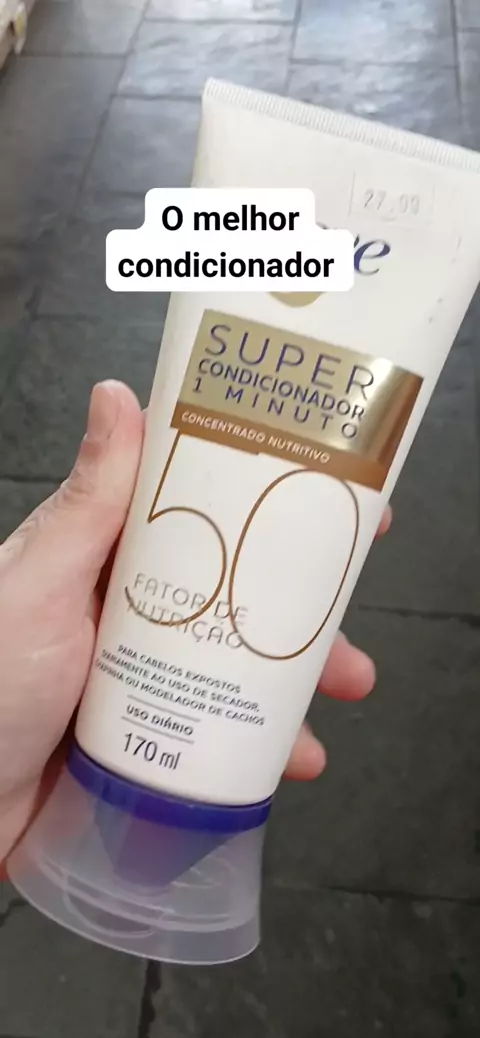 27,99
O melhor
condicionador
SUPER
CONDICIONADOR
1 MINUTO
CONCENTRADO NUTRITIVO
50
FATOR DE
NUTRIÇÃO
PARA CABELOS EXPOSTOS
DIARIAMENTE AO USO DE SECADOR,
CHAPINHA OU MODELADOR DE CACHOS
USO DIÁRIO
170 ml